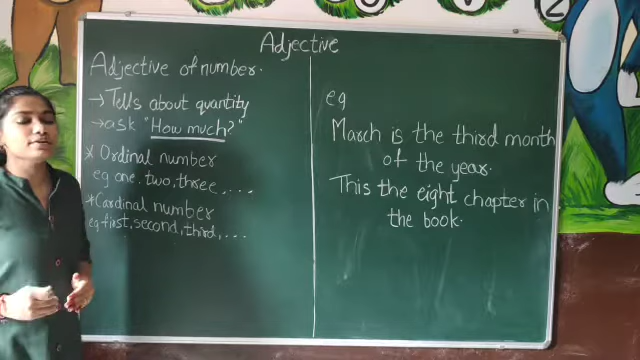 Adjective
Adjective of number.
→ Tells about quantity
→ ask "How much?"
* Ordinal number
eg one, two, three, ...
* Cardinal number
eg first, second, third, ...
eg
March is the third month
of the year.
This the eight chapter in
the book.
2